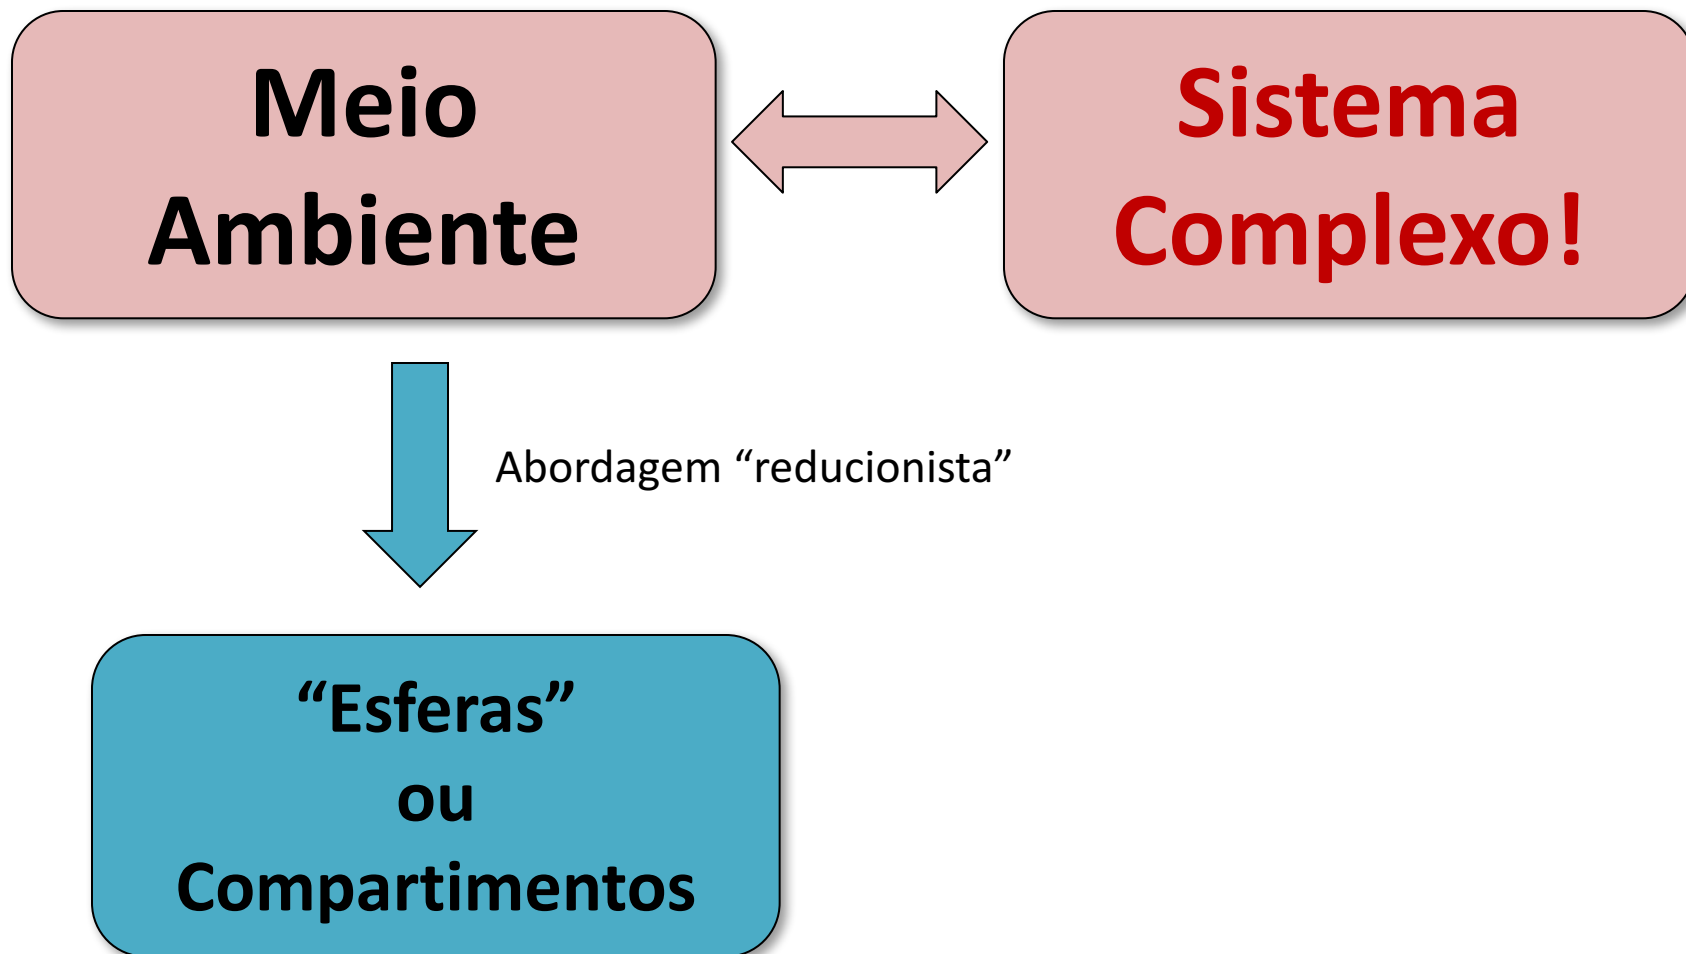 Meio
Ambiente
Sistema
Complexo!
Abordagem “reducionista”
“Esferas”
ou
Compartimentos